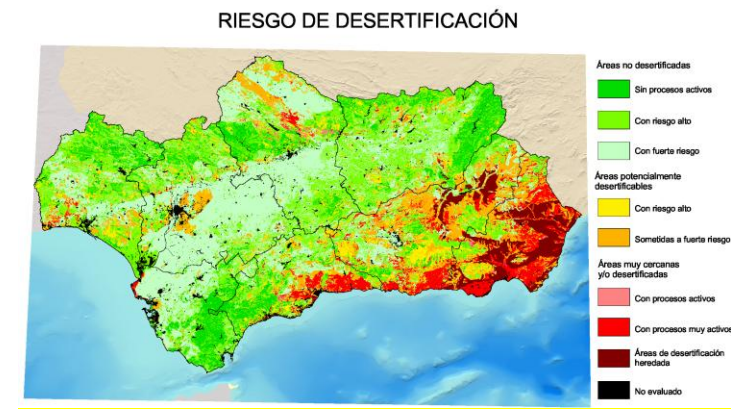 RIESGO DE DESERTIFICACIÓN
Áreas no desertificadas
Sin procesos activos
Con riesgo alto
Con fuerte riesgo
Áreas potencialmente
desertificables
Con riesgo alto
Sometidas a fuerte riesgo
Áreas muy cercanas
y/o desertificadas
Con procesos activos
Con procesos muy activos
Áreas de desertificación
heredada
No evaluado